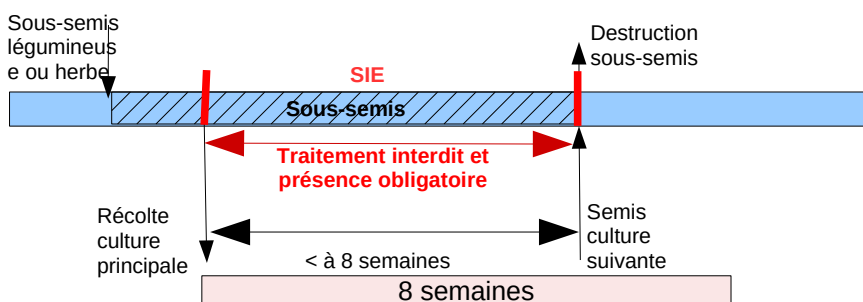 Sous-semis
légumineus
e ou herbe
Destruction
sous-semis
SIE
Sous-semis
Traitement interdit et
présence obligatoire
Récolte
culture
principale
Semis
culture
suivante
< à 8 semaines
8 semaines